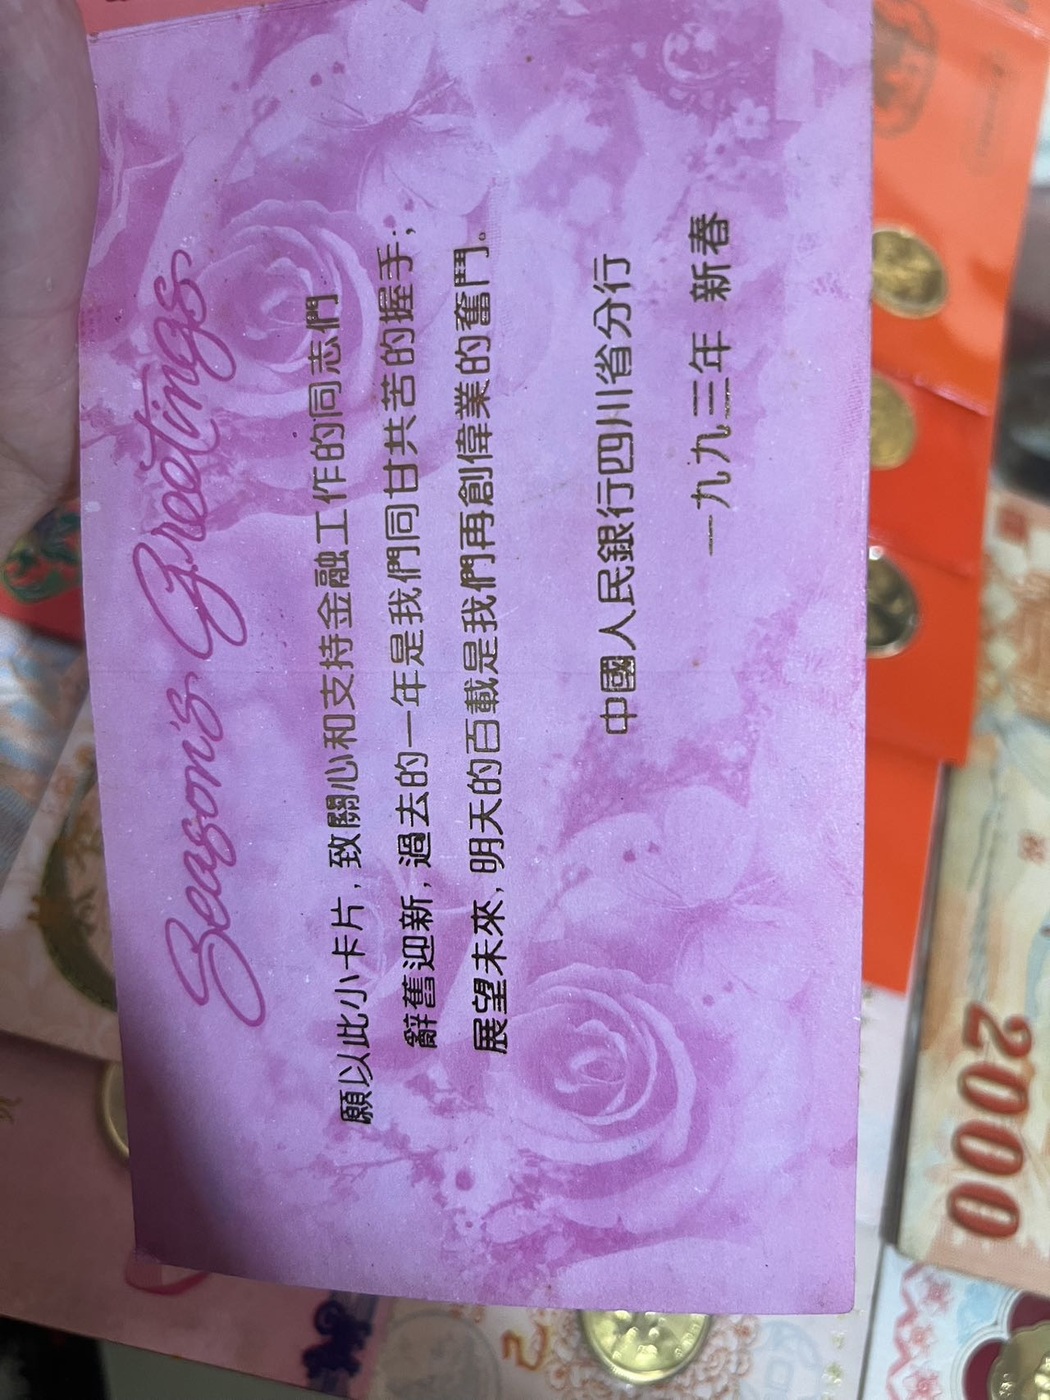 Season's Greetings
願以此小卡片，致關心和支持金融工作的同志們
辭舊迎新，過去的一年是我們同甘共苦的握手；
展望未來，明天的百載是我們再創偉業的奮鬥。
中國人民銀行四川省分行
一九九三年 新春
2000